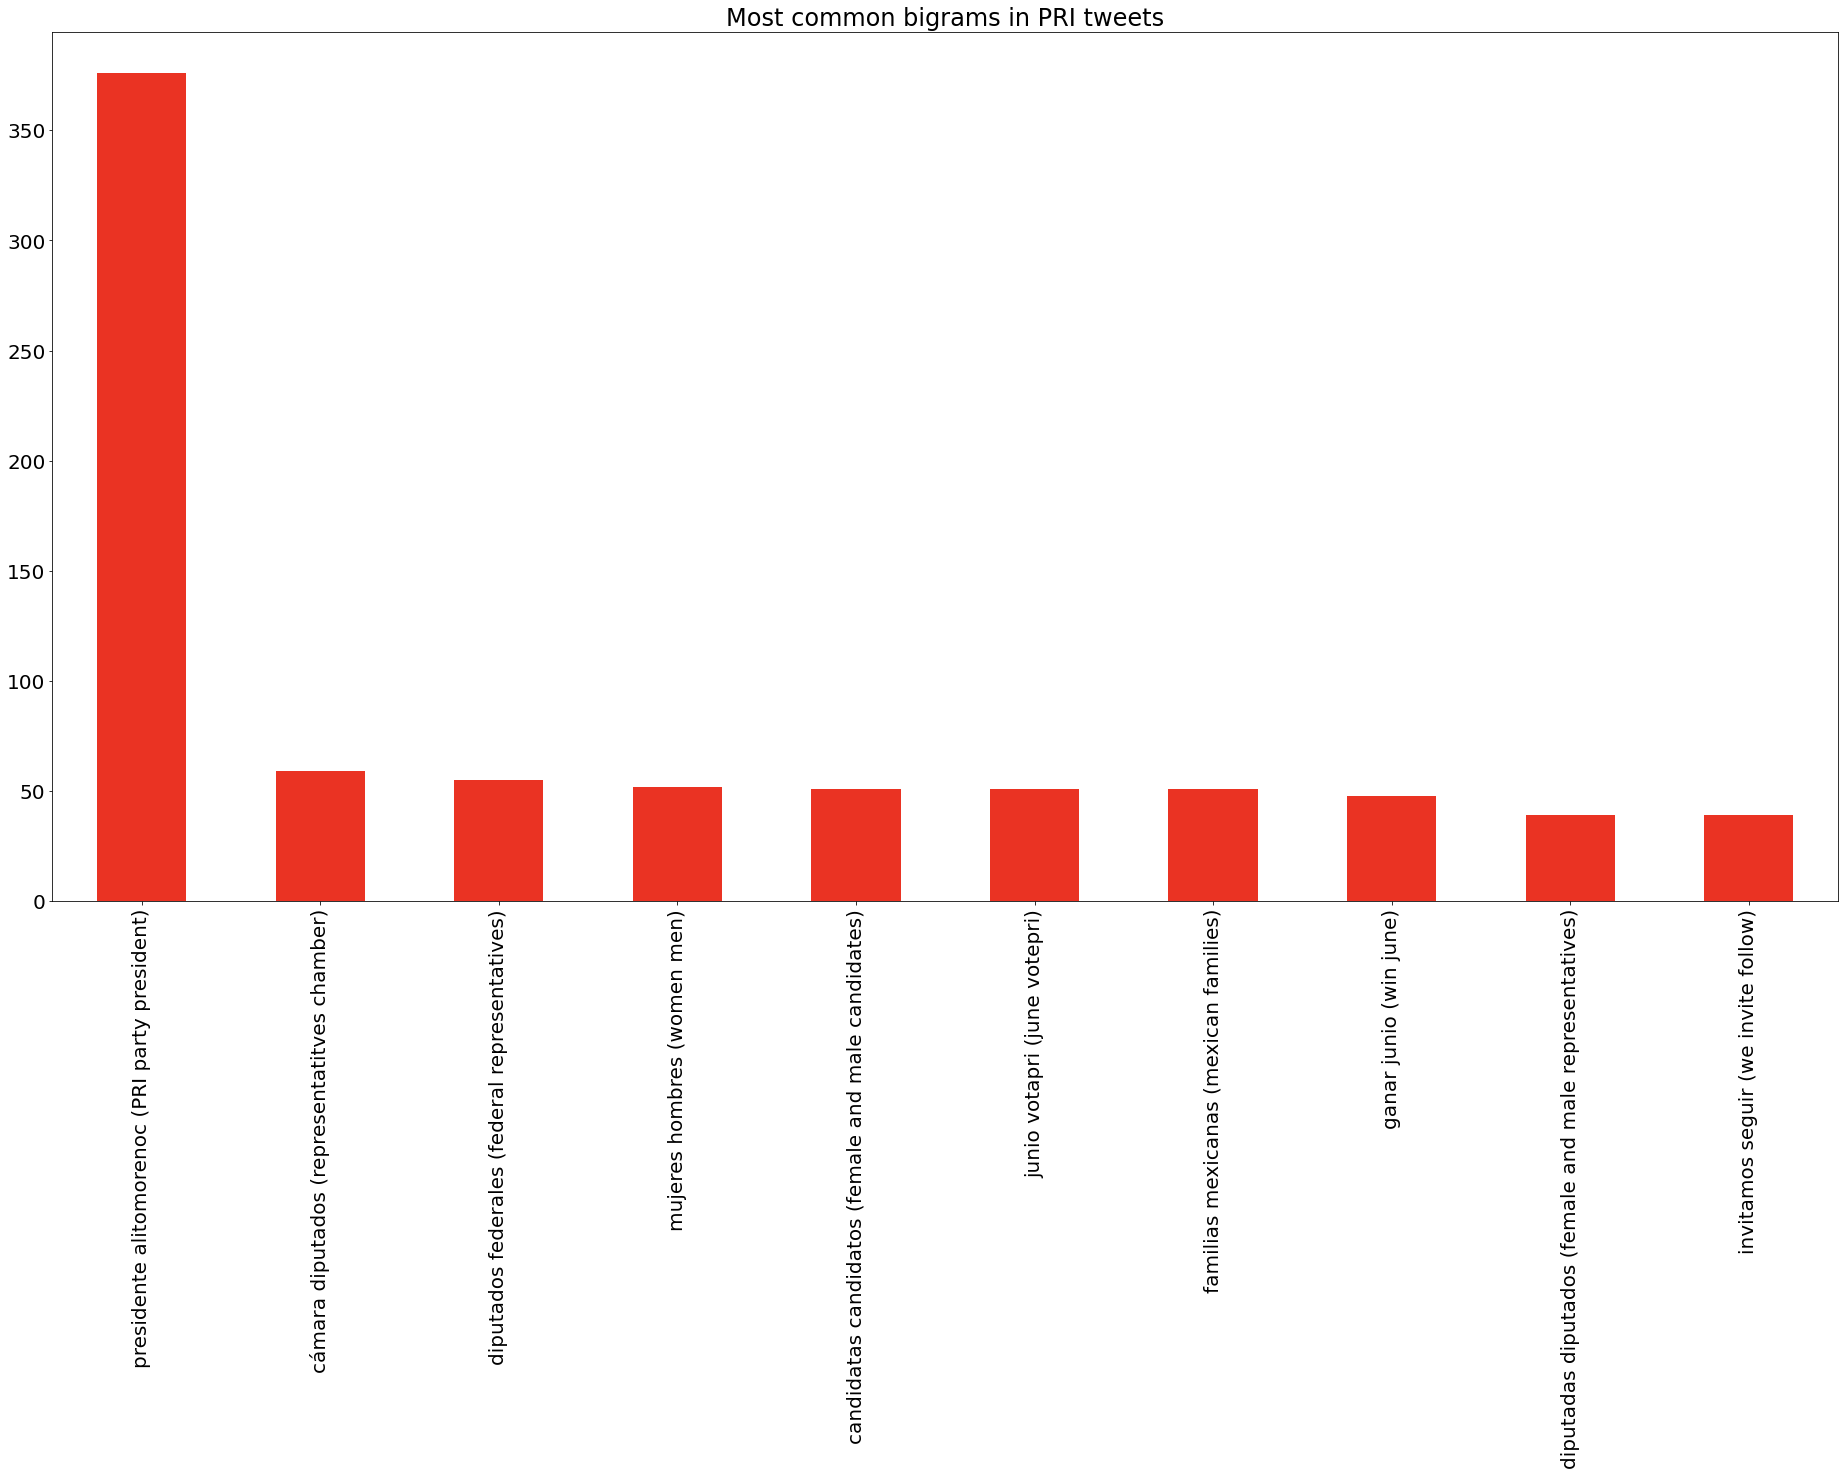 Most common bigrams in PRI tweets
350
300
250
200
150
100
50
0
presidente alitomorenoc (PRI party president)
cámara diputados (representatitves chamber)
diputados federales (federal representatives)
mujeres hombres (women men)
candidatas candidatos (female and male candidates)
junio votapri (june votepri)
familias mexicanas (mexican families)
ganar junio (win june)
diputadas diputados (female and male representatives)
invitamos seguir (we invite follow)